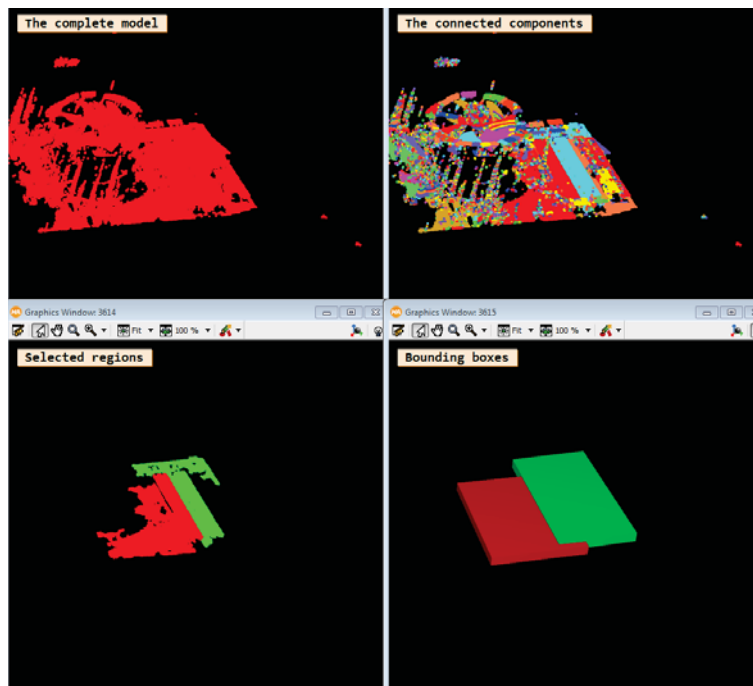 The complete model
The connected components
Graphics Window: 3614
Graphics Window: 3615
Fit
100 %
Fit
100 %
Selected regions
Bounding boxes